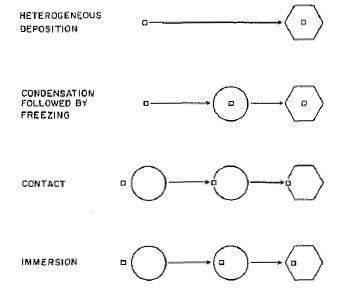 HETEROGENEOUS
DEPOSITION
CONDENSATION
FOLLOWED BY
FREEZING
CONTACT
IMMERSION